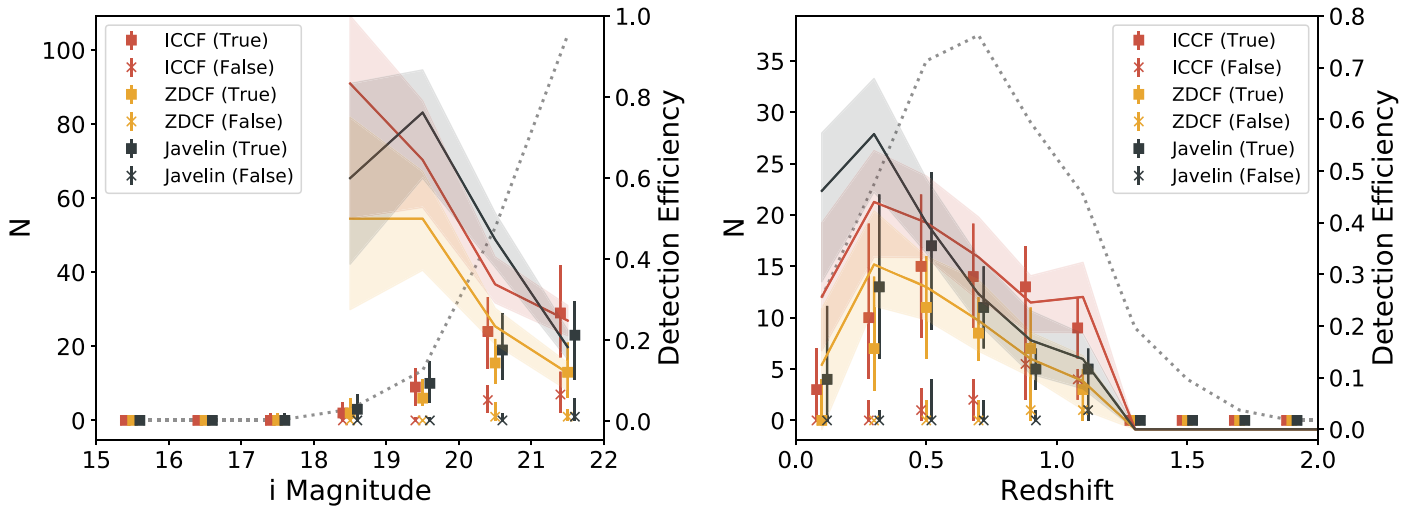 ICCF (True)
ICCF (False)
ZDCF (True)
ZDCF (False)
Javelin (True)
Javelin (False)
100
80
60
40
20
0
N
1.0
0.8
0.6
0.4
0.2
0.0
Detection Efficiency
15 16 17 18 19 20 21 22
i Magnitude
ICCF (True)
ICCF (False)
ZDCF (True)
ZDCF (False)
Javelin (True)
Javelin (False)
35
30
25
20
15
10
5
0
N
0.8
0.7
0.6
0.5
0.4
0.3
0.2
0.1
0.0
Detection Efficiency
0.0 0.5 1.0 1.5 2.0
Redshift